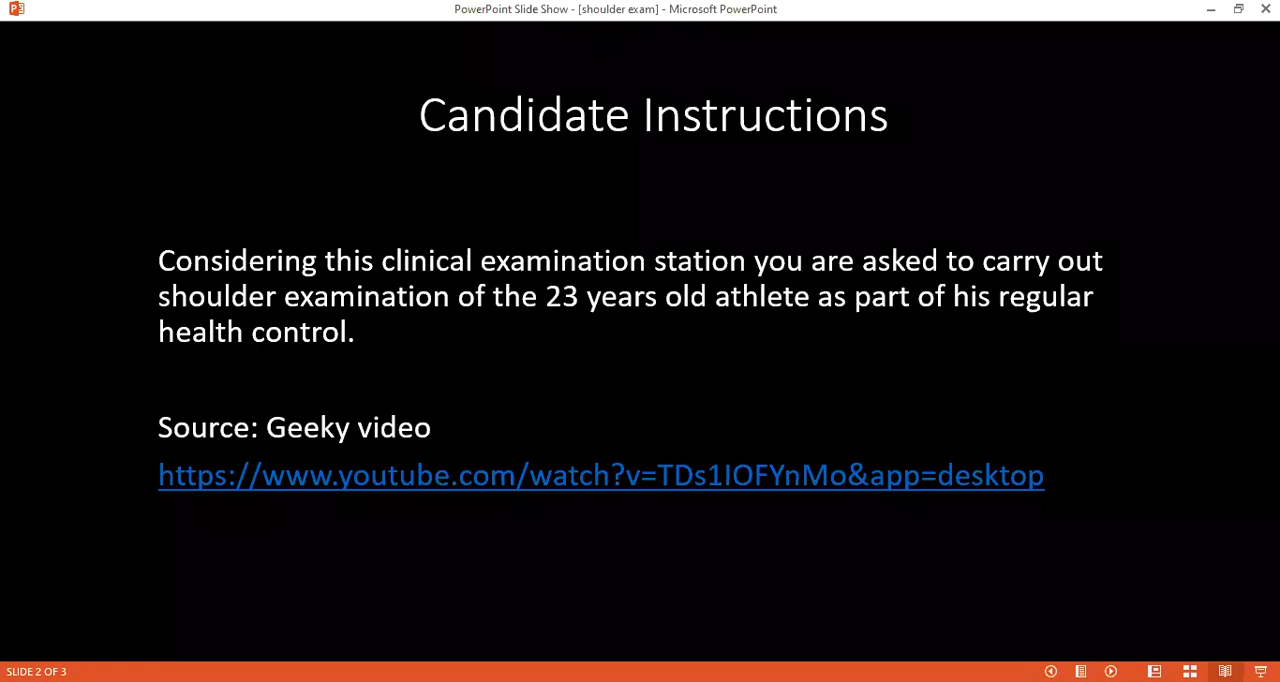 PowerPoint Slide Show - [shoulder exam] - Microsoft PowerPoint
Candidate Instructions
Considering this clinical examination station you are asked to carry out
shoulder examination of the 23 years old athlete as part of his regular
health control.
Source: Geeky video
https://www.youtube.com/watch?v=TDs1IOFYnMo&app=desktop
SLIDE 2 OF 3